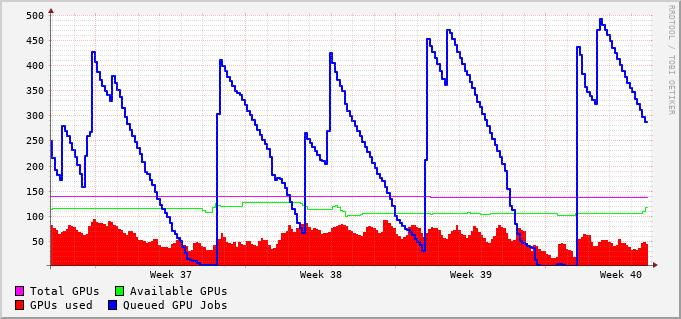 500
450
400
350
300
250
200
150
100
50
Week 37 Week 38 Week 39 Week 40
Total GPUs Available GPUs
GPUs used Queued GPU Jobs
RRDTOOL / TOBI OETIKER